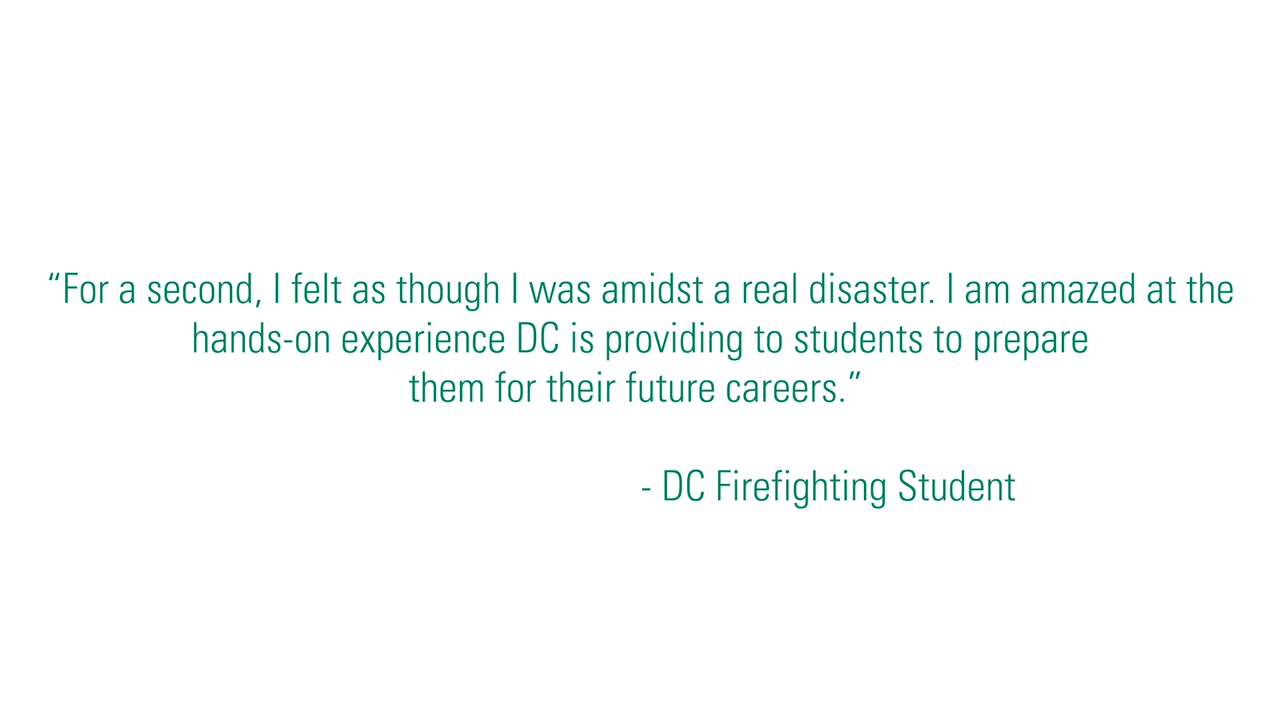 “For a second, I felt as though I was amidst a real disaster. I am amazed at the
hands-on experience DC is providing to students to prepare
them for their future careers.”
- DC Firefighting Student